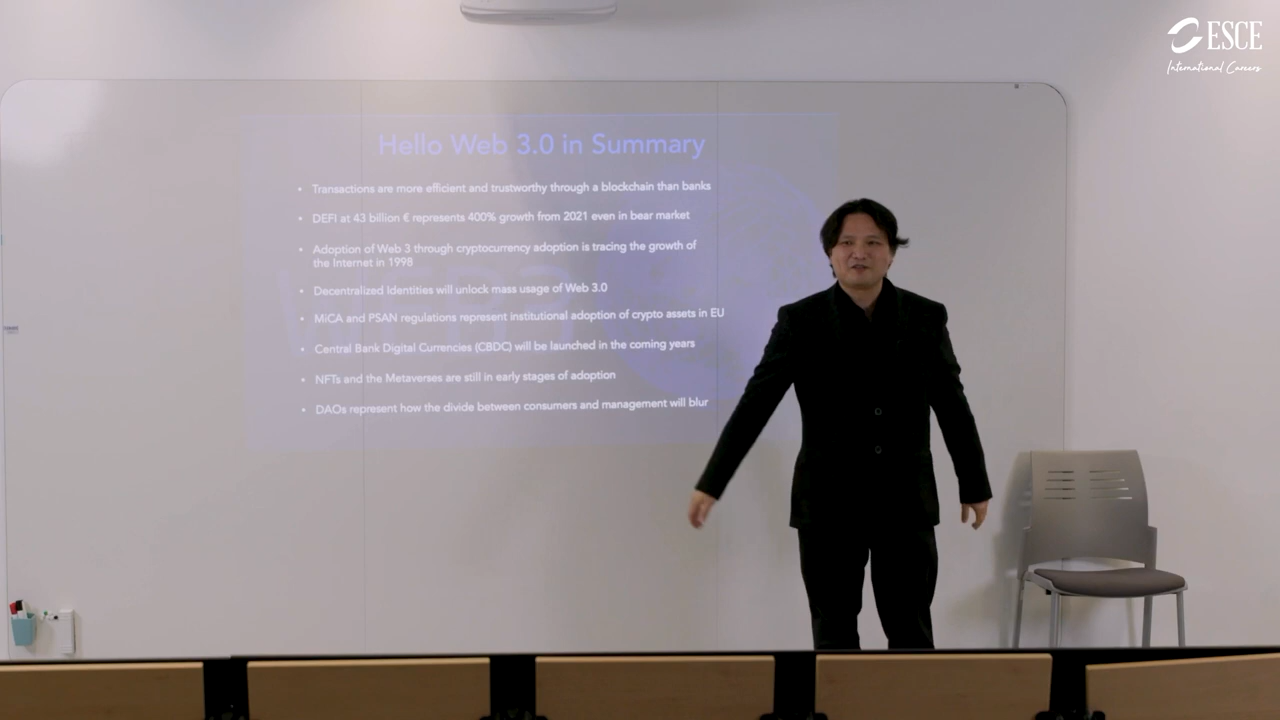 ESCE
International Careers
Hello Web 3.0 in Summary
• Transactions are more efficient and trustworthy through a blockchain than banks
• DEFI at 43 billion € represents 400% growth from 2021 even in bear market
• Adoption of Web 3 through cryptocurrency adoption is tracing the growth of
the Internet in 1998
• Decentralized Identities will unlock mass usage of Web 3.0
• MiCA and PSAN regulations represent institutional adoption of crypto assets in EU
• Central Bank Digital Currencies (CBDC) will be launched in the coming years
• NFTs and the Metaverses are still in early stages of adoption
• DAOs represent how the divide between consumers and management will blur